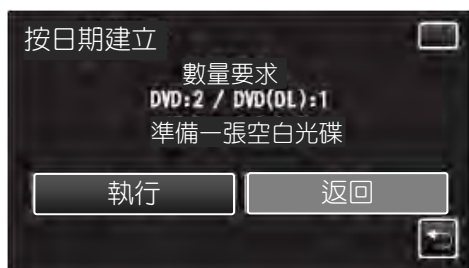 按日期建立
數量要求
DVD:2 / DVD(DL):1
準備一張空白光碟
執行
返回